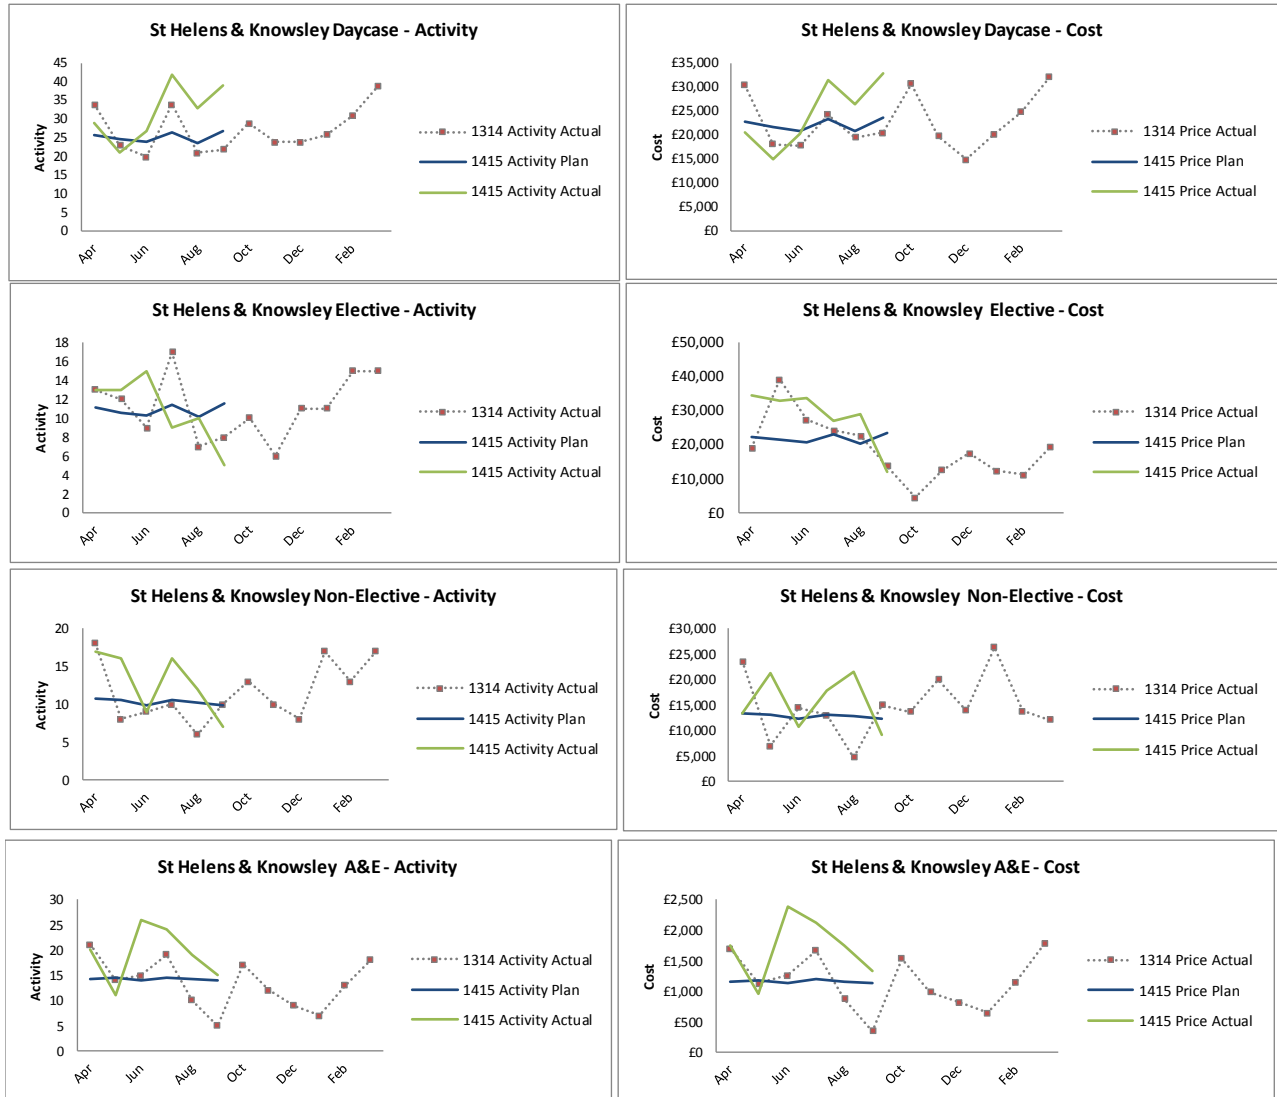 St Helens & Knowsley Daycase - Activity
45
40
35
30
25
20
15
10
5
0
Activity
Apr
Jun
Aug
Oct
Dec
Feb
1314 Activity Actual
1415 Activity Plan
1415 Activity Actual
St Helens & Knowsley Daycase - Cost
£35,000
£30,000
£25,000
£20,000
£15,000
£10,000
£5,000
£0
Cost
Apr
Jun
Aug
Oct
Dec
Feb
1314 Price Actual
1415 Price Plan
1415 Price Actual
St Helens & Knowsley Elective - Activity
18
16
14
12
10
8
6
4
2
0
Activity
Apr
Jun
Aug
Oct
Dec
Feb
1314 Activity Actual
1415 Activity Plan
1415 Activity Actual
St Helens & Knowsley Elective - Cost
£50,000
£40,000
£30,000
£20,000
£10,000
£0
Cost
Apr
Jun
Aug
Oct
Dec
Feb
1314 Price Actual
1415 Price Plan
1415 Price Actual
St Helens & Knowsley Non-Elective - Activity
20
15
10
5
0
Activity
Apr
Jun
Aug
Oct
Dec
Feb
1314 Activity Actual
1415 Activity Plan
1415 Activity Actual
St Helens & Knowsley Non-Elective - Cost
£30,000
£25,000
£20,000
£15,000
£10,000
£5,000
£0
Cost
Apr
Jun
Aug
Oct
Dec
Feb
1314 Price Actual
1415 Price Plan
1415 Price Actual
St Helens & Knowsley A&E - Activity
30
25
20
15
10
5
0
Activity
Apr
Jun
Aug
Oct
Dec
Feb
1314 Activity Actual
1415 Activity Plan
1415 Activity Actual
St Helens & Knowsley A&E - Cost
£2,500
£2,000
£1,500
£1,000
£500
£0
Cost
Apr
Jun
Aug
Oct
Dec
Feb
1314 Price Actual
1415 Price Plan
1415 Price Actual